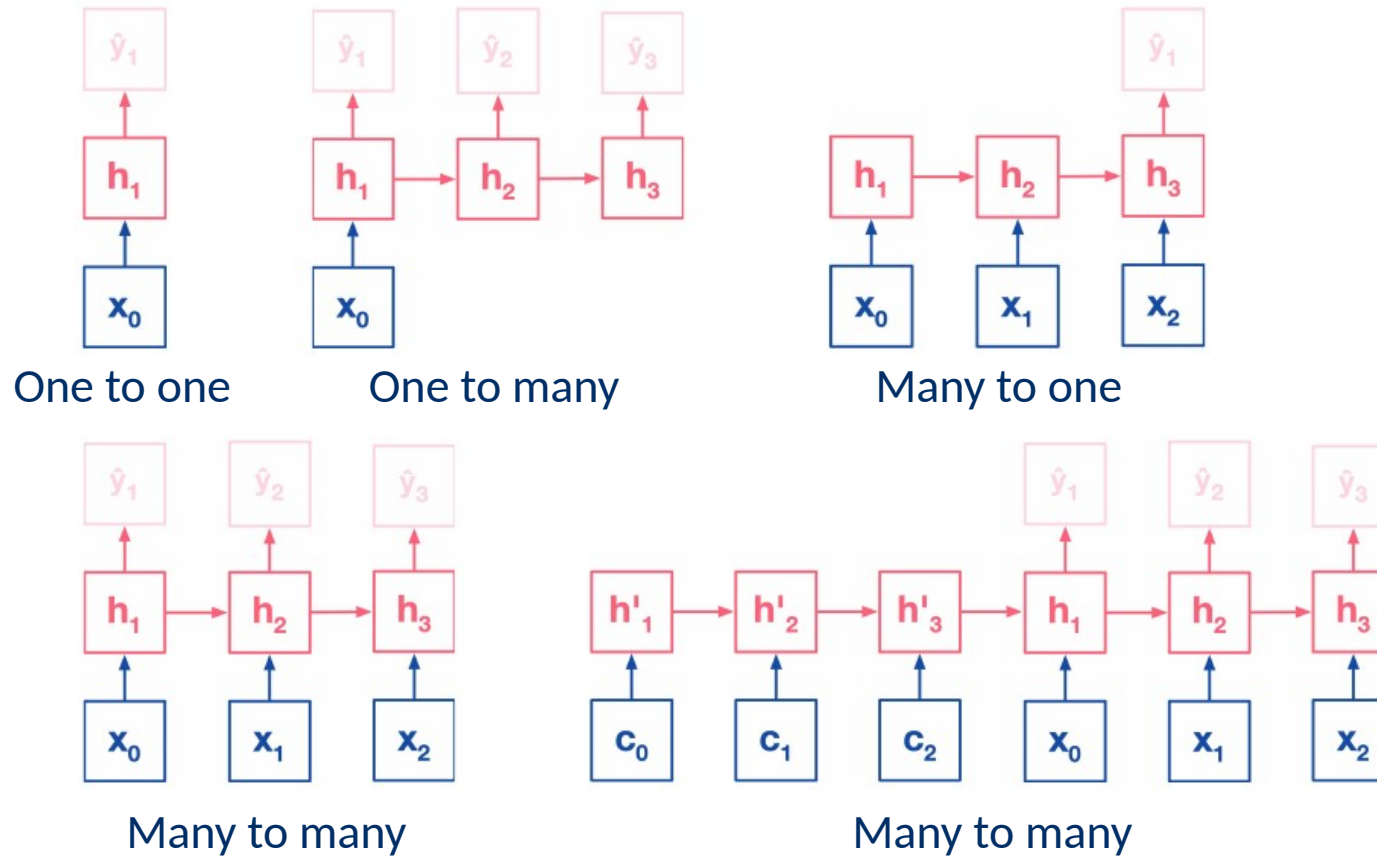 ŷ₁ ŷ₁ ŷ₂ ŷ₃ ŷ₁
h₁ h₁ h₂ h₃ h₁ h₂ h₃
x₀ x₀ x₀ x₁ x₂
One to one One to many Many to one
ŷ₁ ŷ₂ ŷ₃ ŷ₁ ŷ₂ ŷ₃
h₁ h₂ h₃ h'₁ h'₂ h'₃ h₁ h₂ h₃
x₀ x₁ x₂ c₀ c₁ c₂ x₀ x₁ x₂
Many to many Many to many